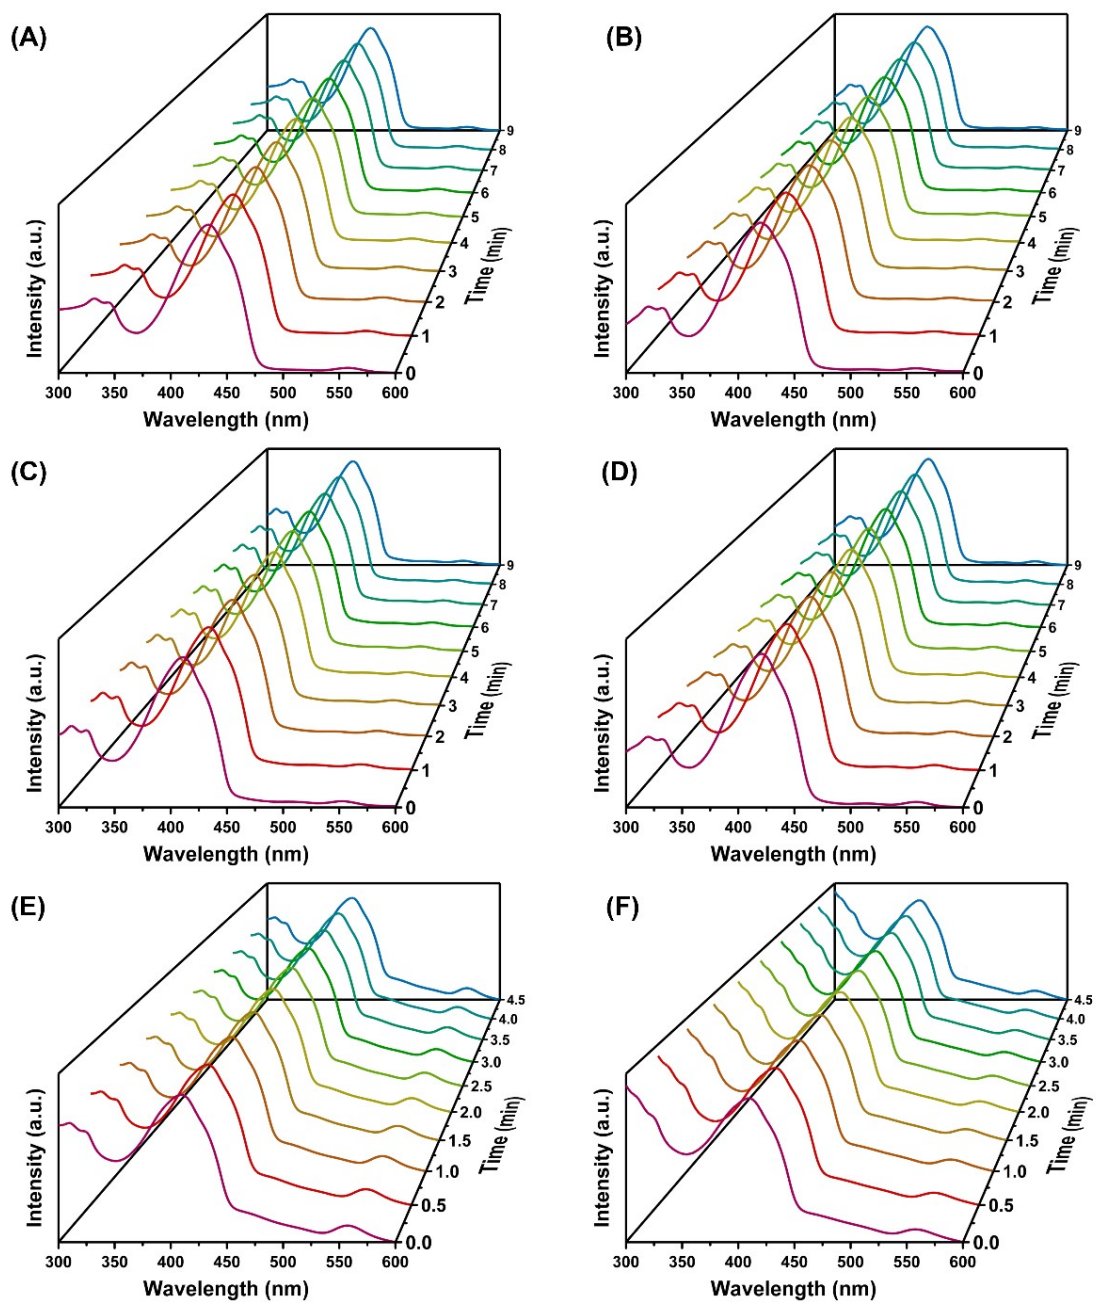 (A)
Intensity (a.u.)
300 350 400 450 500 550 600
Wavelength (nm)
0 1 2 3 4 5 6 7 8 9
Time (min)
(B)
Intensity (a.u.)
300 350 400 450 500 550 600
Wavelength (nm)
0 1 2 3 4 5 6 7 8 9
Time (min)
(C)
Intensity (a.u.)
300 350 400 450 500 550 600
Wavelength (nm)
0 1 2 3 4 5 6 7 8 9
Time (min)
(D)
Intensity (a.u.)
300 350 400 450 500 550 600
Wavelength (nm)
0 1 2 3 4 5 6 7 8 9
Time (min)
(E)
Intensity (a.u.)
300 350 400 450 500 550 600
Wavelength (nm)
0.0 0.5 1.0 1.5 2.0 2.5 3.0 3.5 4.0 4.5
Time (min)
(F)
Intensity (a.u.)
300 350 400 450 500 550 600
Wavelength (nm)
0.0 0.5 1.0 1.5 2.0 2.5 3.0 3.5 4.0 4.5
Time (min)